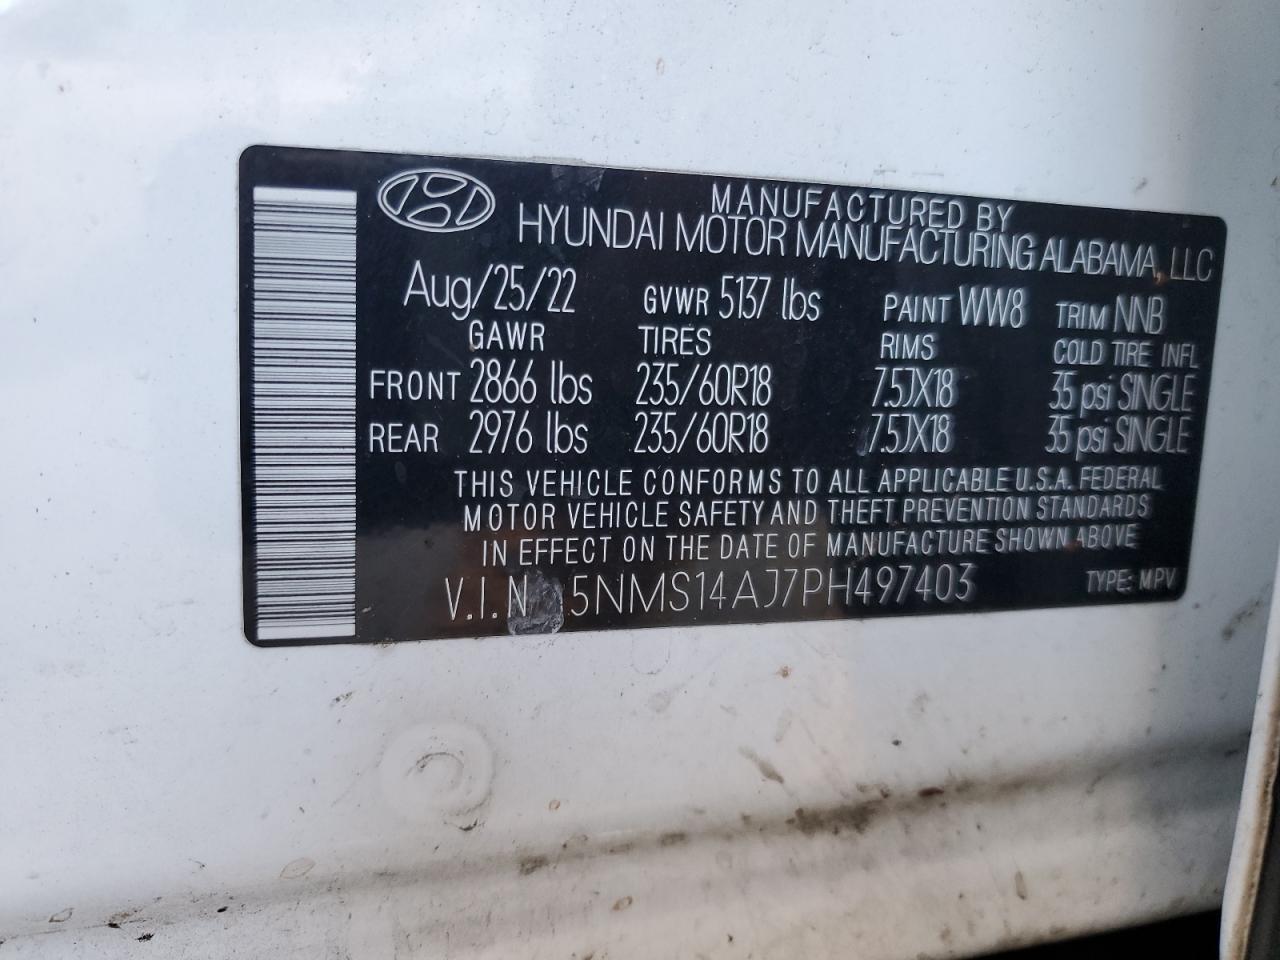 MANUFACTURED BY
HYUNDAI MOTOR MANUFACTURING ALABAMA, LLC
Aug/25/22 GVWR 5137 lbs PAINT WW8 TRIM NNB
GAWR TIRES RIMS COLD TIRE INFL
FRONT 2866 lbs 235/60R18 7.5JX18 35 psi SINGLE
REAR 2976 lbs 235/60R18 7.5JX18 35 psi SINGLE
THIS VEHICLE CONFORMS TO ALL APPLICABLE U.S.A. FEDERAL
MOTOR VEHICLE SAFETY AND THEFT PREVENTION STANDARDS
IN EFFECT ON THE DATE OF MANUFACTURE SHOWN ABOVE
V.I.N 5NMS14AJ7PH497403 TYPE: MPV